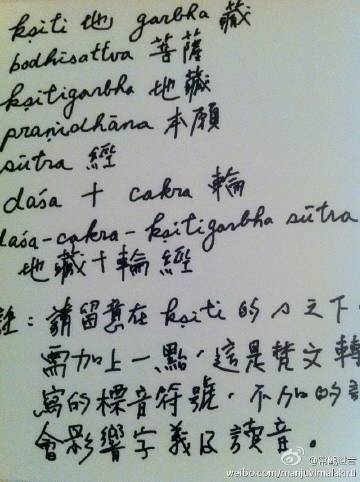 kṣiti 地 garbha 藏
bodhisattva 菩薩
kṣitigarbha 地藏
praṇidhāna 本願
sūtra 經
daśa 十 cakra 輪
daśa-cakra-kṣitigarbha sūtra
地藏十輪經
註：請留意在 kṣiti 的 s 之下
需加上一點，這是梵文轉
寫的標音符號，不加的話
會影響字義及讀音。
weibo.com/manjuvimalakirti